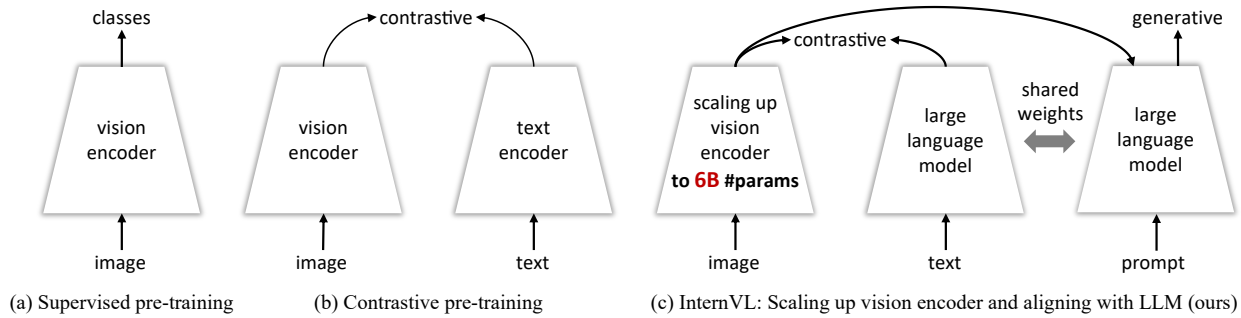 classes
vision
encoder
image
(a) Supervised pre-training
contrastive
vision
encoder
text
encoder
image
text
(b) Contrastive pre-training
contrastive
generative
scaling up
vision
encoder
to 6B #params
large
language
model
shared
weights
large
language
model
image
text
prompt
(c) InternVL: Scaling up vision encoder and aligning with LLM (ours)